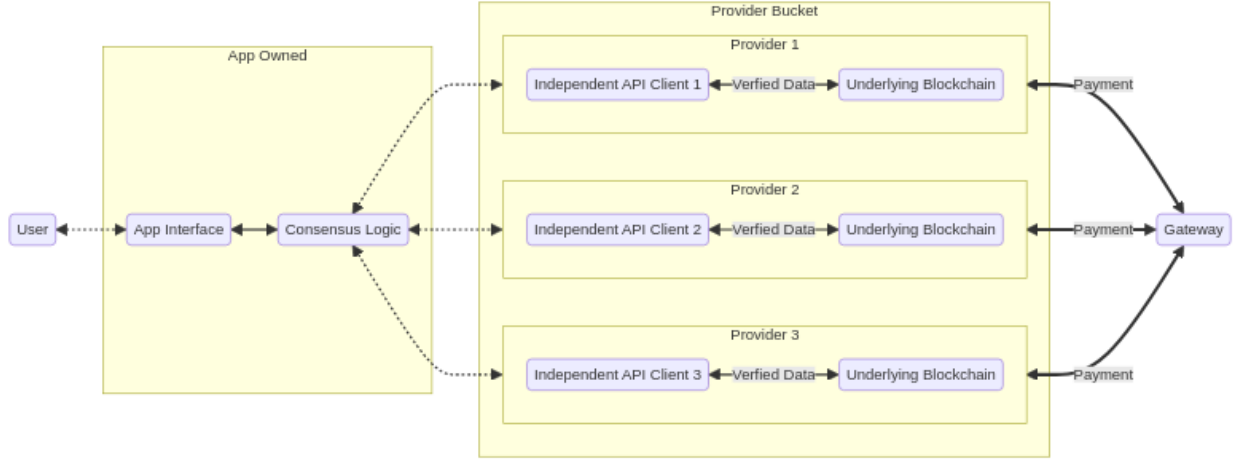 Provider Bucket
App Owned
Provider 1
Independent API Client 1
Verfied Data
Underlying Blockchain
Payment
Provider 2
User
App Interface
Consensus Logic
Independent API Client 2
Verfied Data
Underlying Blockchain
Payment
Gateway
Provider 3
Independent API Client 3
Verfied Data
Underlying Blockchain
Payment